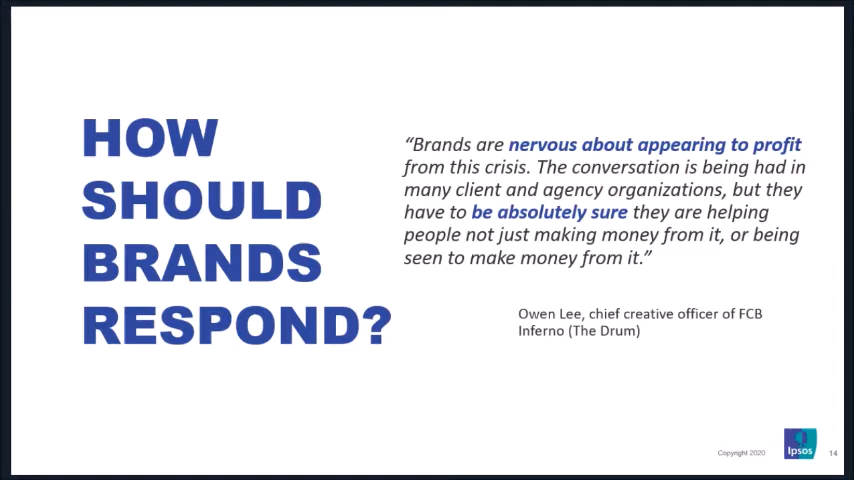 HOW
SHOULD
BRANDS
RESPOND?
“Brands are nervous about appearing to profit
from this crisis. The conversation is being had in
many client and agency organizations, but they
have to be absolutely sure they are helping
people not just making money from it, or being
seen to make money from it.”
Owen Lee, chief creative officer of FCB
Inferno (The Drum)
Copyright 2020
Ipsos
14